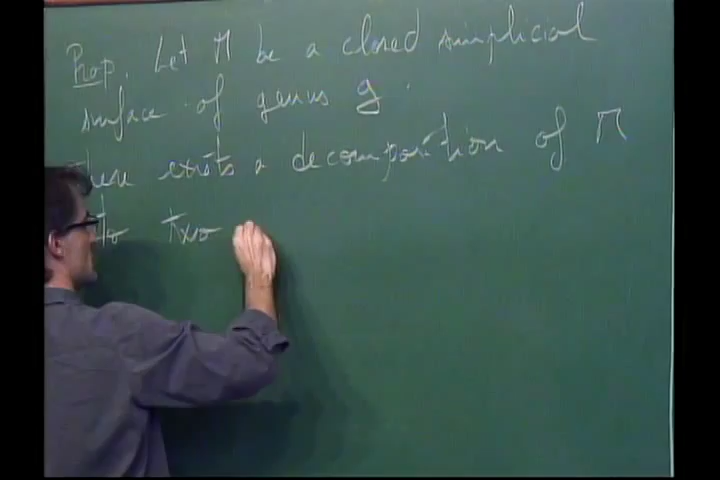 Prop. Let M be a closed simplicial
surface of genus g.
There exists a decomposition of M
into two